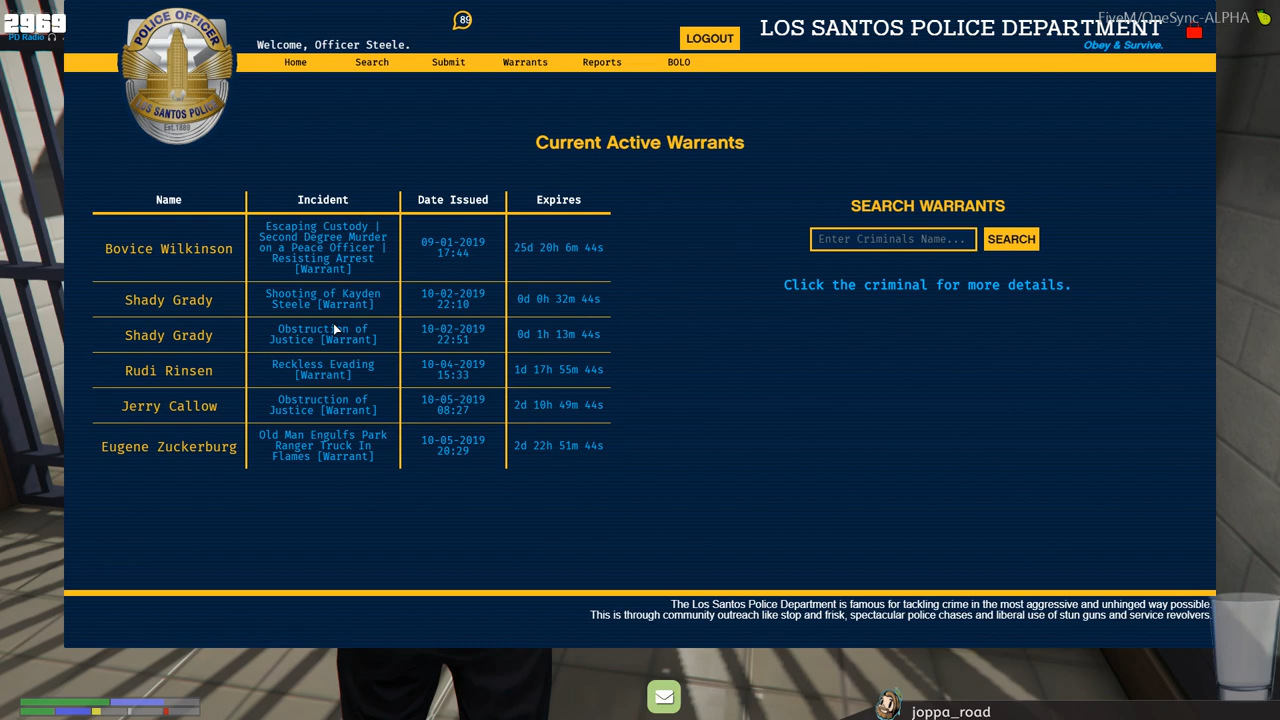 2969
PD Radio
FiveM/OneSync-ALPHA
89
POLICE OFFICER
LOS SANTOS POLICE
Est.1880
Welcome, Officer Steele.
LOGOUT
LOS SANTOS POLICE DEPARTMENT
Obey & Survive.
Home Search Submit Warrants Reports BOLO
Current Active Warrants
Name Incident Date Issued Expires
Escaping Custody |
Second Degree Murder
on a Peace Officer |
Resisting Arrest
[Warrant]
Bovice Wilkinson
09-01-2019
17:44
25d 20h 6m 44s
Shady Grady
Shooting of Kayden
Steele [Warrant]
10-02-2019
22:10
0d 0h 32m 44s
Shady Grady
Obstruction of
Justice [Warrant]
10-02-2019
22:51
0d 1h 13m 44s
Rudi Rinsen
Reckless Evading
[Warrant]
10-04-2019
15:33
1d 17h 55m 44s
Jerry Callow
Obstruction of
Justice [Warrant]
10-05-2019
08:27
2d 10h 49m 44s
Eugene Zuckerburg
Old Man Engulfs Park
Ranger Truck In
Flames [Warrant]
10-05-2019
20:29
2d 22h 51m 44s
SEARCH WARRANTS
Enter Criminals Name... SEARCH
Click the criminal for more details.
The Los Santos Police Department is famous for tackling crime in the most aggressive and unhinged way possible.
This is through community outreach like stop and frisk, spectacular police chases and liberal use of stun guns and service revolvers.
joppa_road